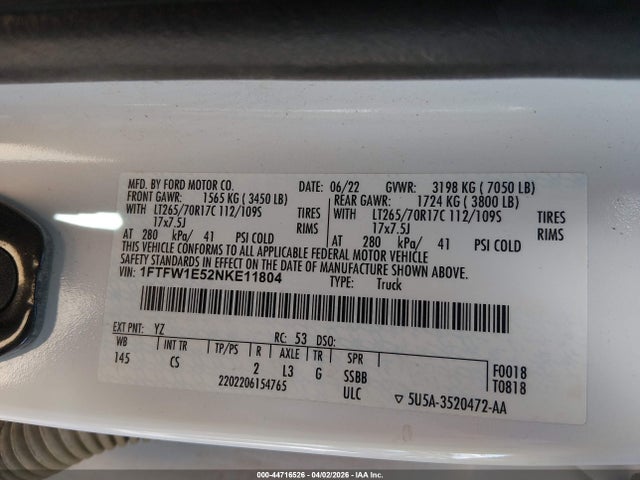 MFD. BY FORD MOTOR CO. 06/22 GVWR: 3198 KG ( 7050 LB)
FRONT GAWR: 1565 KG ( 3450 LB) REAR GAWR: 1724 KG ( 3800 LB)
LT265/70R17C 112/109S TIRES LT265/70R17C 112/109S TIRES
17x7.5J RIMS 17x7.5J RIMS
AT 280 kPa/ 41 PSI COLD AT 280 kPa/ 41 PSI COLD
THIS VEHICLE CONFORMS TO ALL APPLICABLE FEDERAL MOTOR VEHICLE
SAFETY STANDARDS IN EFFECT ON THE DATE OF MANUFACTURE SHOWN ABOVE.
VIN: 1FTFW1E52NKE11804 TYPE: Truck
EXT PNT: YZ RC: 53 DSO:
WB INT TR TP/PS R AXLE TR SPR
145 CS 2 L3 G SSBB F0018
2202206154765 ULC T0818
5U5A-3520472-AA
000-44716526 - 04/02/2026 - IAA Inc.